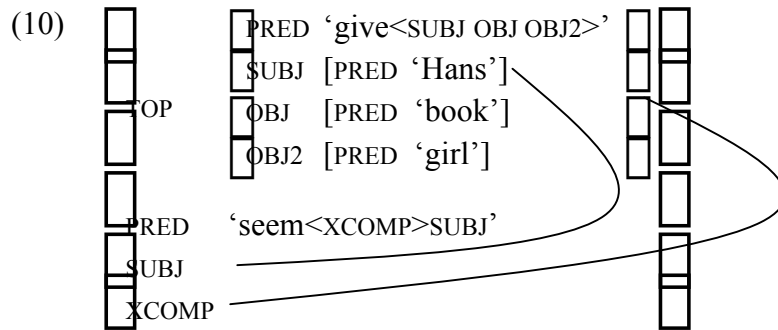 (10) PRED ‘give<SUBJ OBJ OBJ2>’
SUBJ [PRED ‘Hans’]
TOP OBJ [PRED ‘book’]
OBJ2 [PRED ‘girl’]
PRED ‘seem<XCOMP>SUBJ’
SUBJ
XCOMP